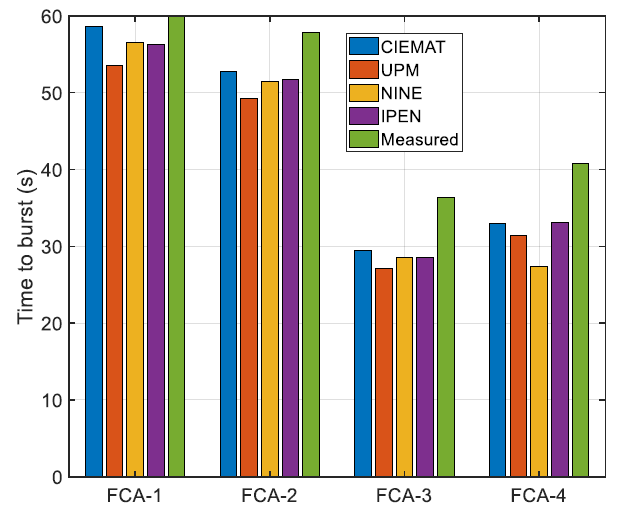 60
50
40
30
20
10
0
Time to burst (s)
CIEMAT
UPM
NINE
IPEN
Measured
FCA-1 FCA-2 FCA-3 FCA-4